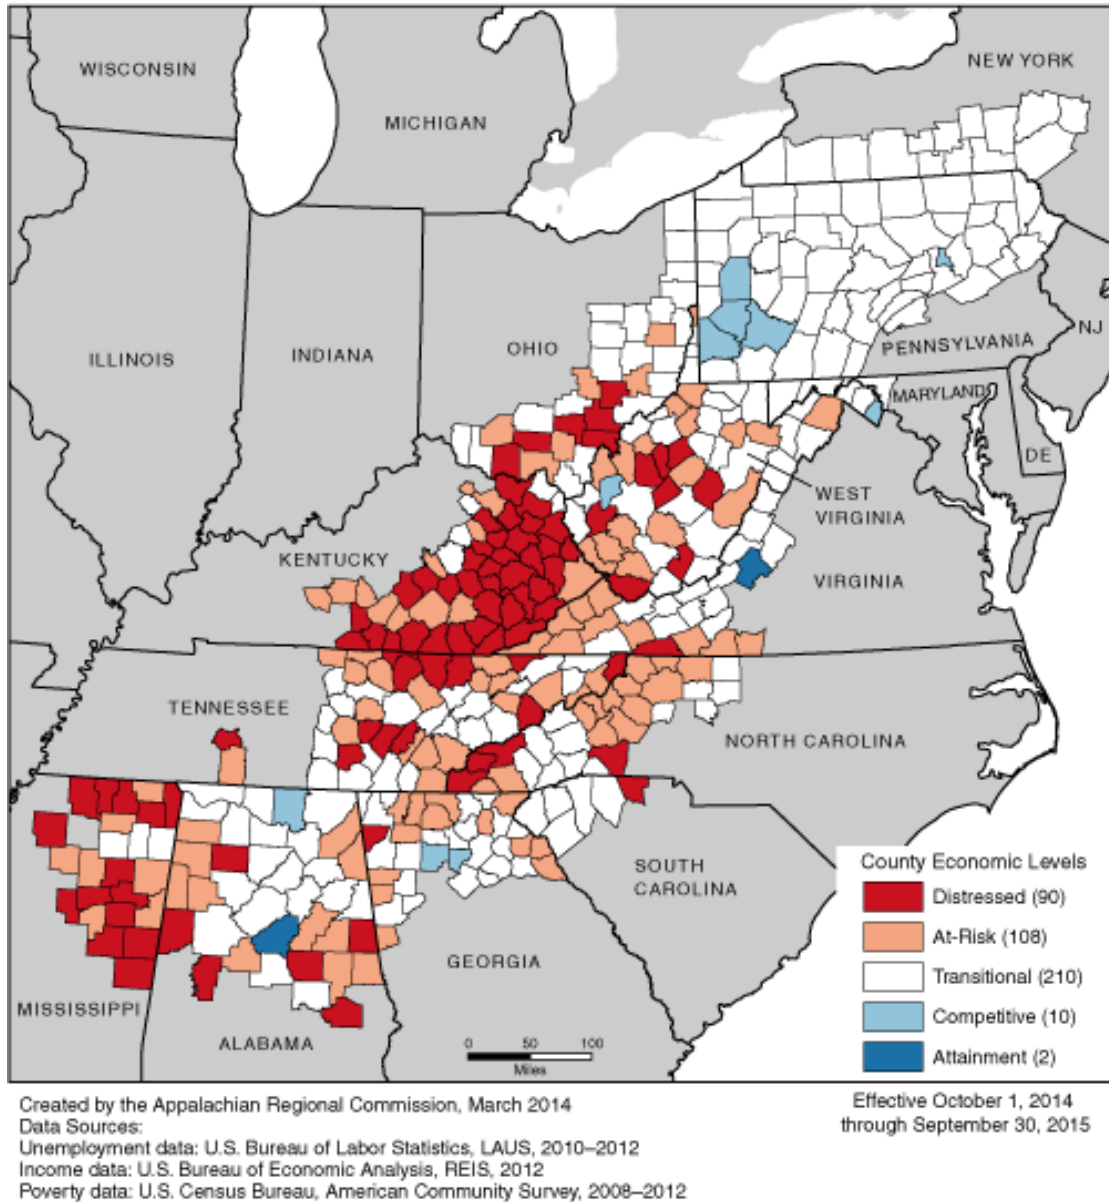 WISCONSIN
MICHIGAN
NEW YORK
ILLINOIS
INDIANA
OHIO
PENNSYLVANIA
NJ
MARYLAND
DE
WEST
VIRGINIA
KENTUCKY
VIRGINIA
TENNESSEE
NORTH CAROLINA
SOUTH
CAROLINA
GEORGIA
MISSISSIPPI
ALABAMA
0 50 100
Miles
County Economic Levels
Distressed (90)
At-Risk (108)
Transitional (210)
Competitive (10)
Attainment (2)
Created by the Appalachian Regional Commission, March 2014
Data Sources:
Unemployment data: U.S. Bureau of Labor Statistics, LAUS, 2010–2012
Income data: U.S. Bureau of Economic Analysis, REIS, 2012
Poverty data: U.S. Census Bureau, American Community Survey, 2008–2012
Effective October 1, 2014
through September 30, 2015